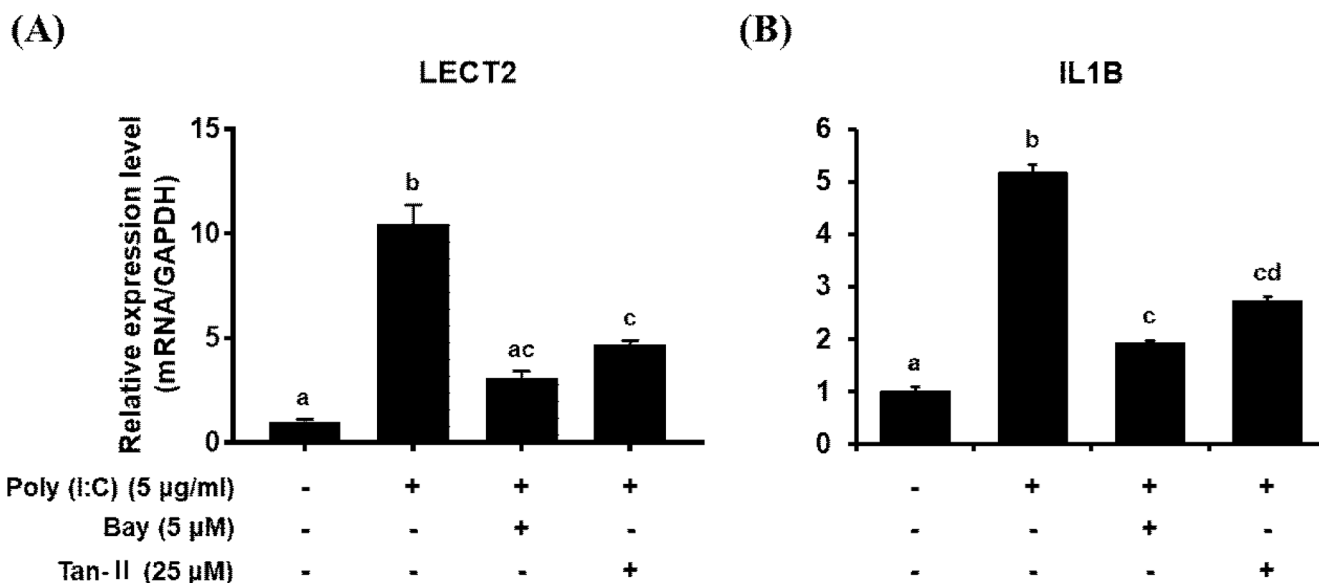 (A)
(B)
LECT2
IL1B
Relative expression level
(mRNA/GAPDH)
15
10
5
0
a
b
ac
c
6
5
4
3
2
1
0
a
b
c
cd
Poly (I:C) (5 µg/ml) - + + + - + + +
Bay (5 µM) - - + - - - + -
Tan-II (25 µM) - - - + - - - +